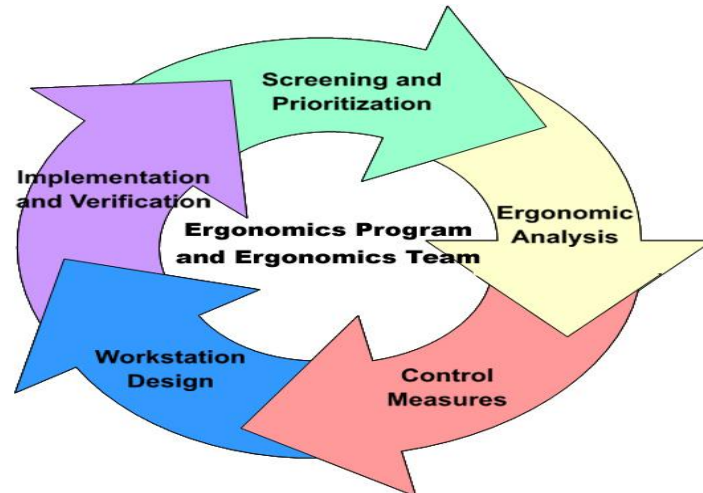 Screening and
Prioritization
Ergonomic
Analysis
Control
Measures
Workstation
Design
Implementation
and Verification
Ergonomics Program
and Ergonomics Team